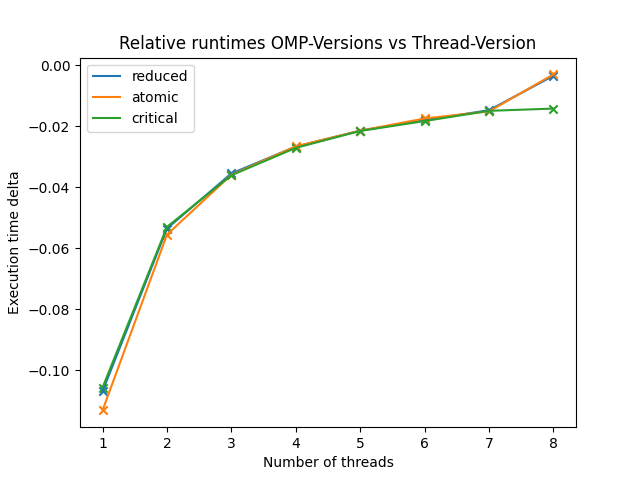 Relative runtimes OMP-Versions vs Thread-Version
reduced
atomic
critical
0.00
−0.02
−0.04
−0.06
−0.08
−0.10
Execution time delta
1 2 3 4 5 6 7 8
Number of threads